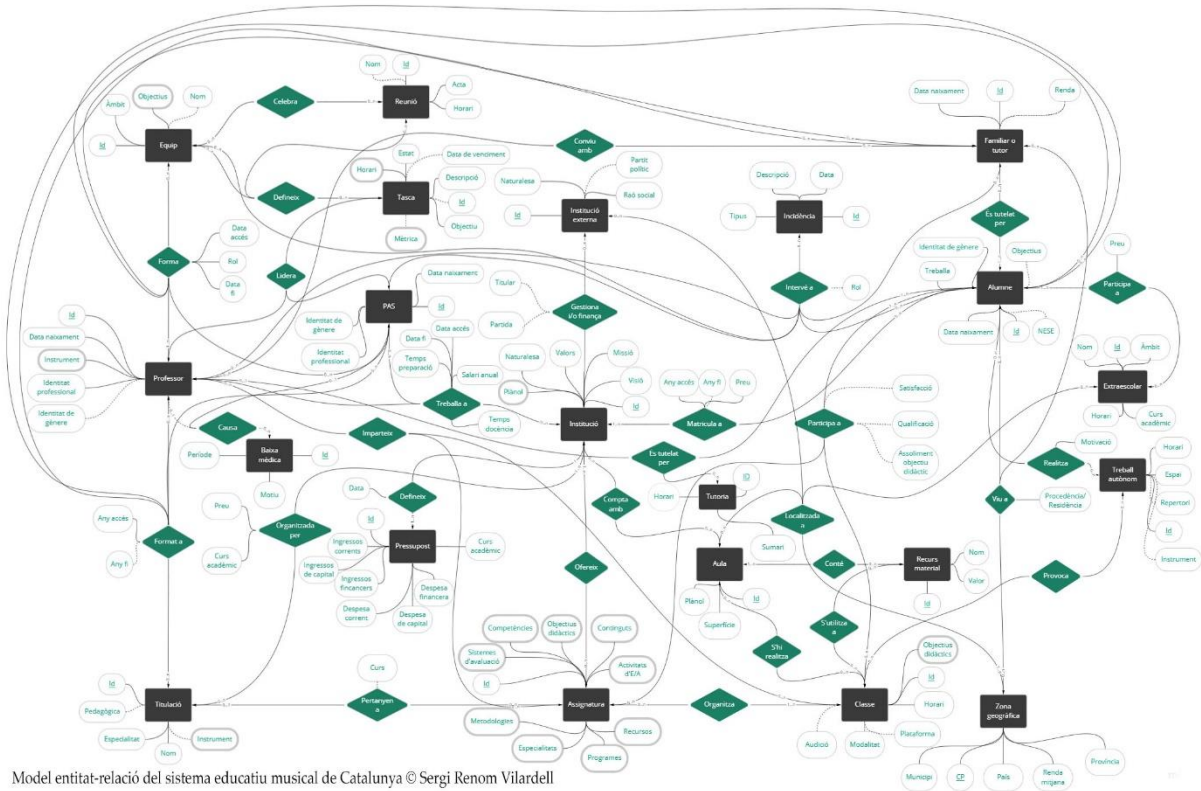 Nom
Id
Acta
Horari
Celebra
Reunió
Objectius
Nom
Àmbit
Id
Equip
Data naixament
Id
Renda
Familiar o
tutor
Conviu
amb
Estat
Data de venciment
Horari
Descripció
Id
Objectiu
Mètrica
Defineix
Tasca
Partit
polític
Naturalesa
Raó social
Id
Institució
externa
Descripció
Data
Tipus
Id
Incidència
És tutelat
per
Identitat de gènere
Objectius
Treballa
Alumne
Data naixament
Id
NESE
Preu
Participa
a
Data
accés
Rol
Data
fi
Forma
Lidera
PAS
Data naixament
Id
Identitat de
gènere
Identitat
professional
Titular
Partida
Gestiona
i/o finança
Intervé a
Rol
Id
Data naixament
Instrument
Identitat
professional
Identitat de
gènere
Professor
Data accés
Data fi
Temps
preparació
Salari anual
Temps
docència
Treballa a
Naturalesa
Valors
Missió
Visió
Id
Plànol
Institució
Any accés
Any fi
Preu
Matricula a
Satisfacció
Qualificació
Assoliment
objectiu
didàctic
Participa a
Nom
Id
Àmbit
Extraescolar
Horari
Curs
acadèmic
Causa
Baixa
mèdica
Període
Id
Motiu
Imparteix
És tutelat
per
Tutoria
Horari
ID
Sumari
Motivació
Realitza
Treball
autònom
Horari
Espai
Repertori
Id
Instrument
Viu a
Procedència/
Residència
Any accés
Any fi
Format a
Preu
Curs
acadèmic
Organitzada
per
Data
Defineix
Id
Ingressos
corrents
Ingressos
de capital
Ingressos
fincancers
Despesa
corrent
Despesa
de capital
Despesa
financera
Curs
acadèmic
Pressupost
Compta
amb
Localitzada
a
Ofereix
Aula
Plànol
Id
Superfície
Conté
Recurs
material
Nom
Valor
Id
Provoca
S'hi
realitza
S'utilitza
a
Competències
Objectius
didàctics
Continguts
Sistemes
d'avaluació
Activitats
d'E/A
Id
Metodologies
Recursos
Especialitats
Programes
Assignatura
Id
Pedagògica
Especialitat
Nom
Instrument
Titulació
Curs
Pertanyen
a
Organitza
Classe
Objectius
didàctics
Id
Horari
Plataforma
Modalitat
Audició
Zona
geogràfica
Municipi
CP
País
Renda
mitjana
Província
Model entitat-relació del sistema educatiu musical de Catalunya © Sergi Renom Vilardell